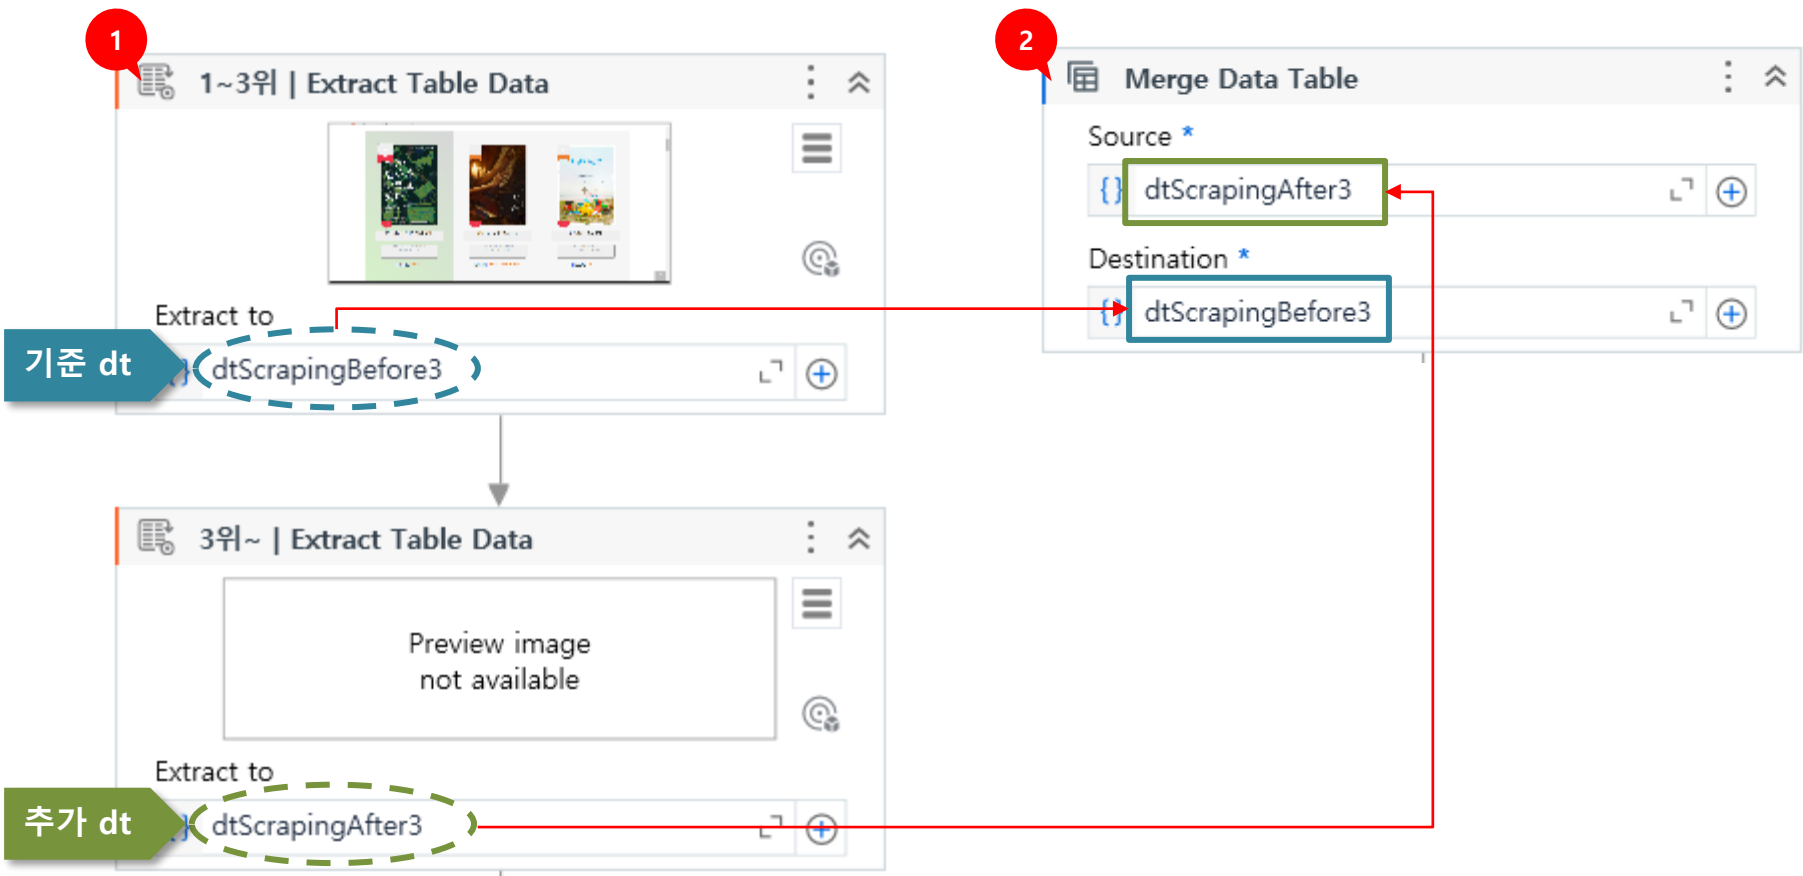 1
1~3위 | Extract Table Data
Extract to
기준 dt
dtScrapingBefore3
3위~ | Extract Table Data
Preview image
not available
Extract to
추가 dt
dtScrapingAfter3
2
Merge Data Table
Source *
{} dtScrapingAfter3
Destination *
{} dtScrapingBefore3